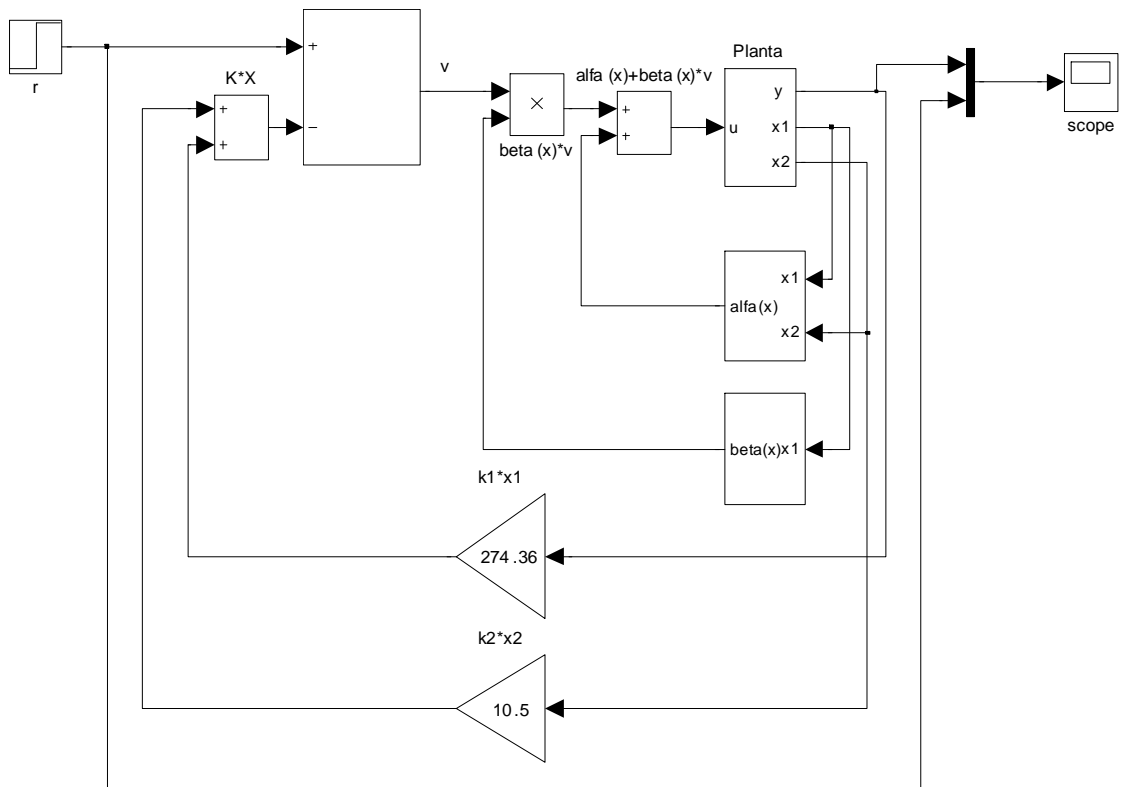 r
K*X
+
+
+
−
v
×
beta (x)*v
alfa (x)+beta (x)*v
+
+
Planta
u
y
x1
x2
scope
x1
alfa(x)
x2
beta(x)x1
k1*x1
274.36
k2*x2
10.5